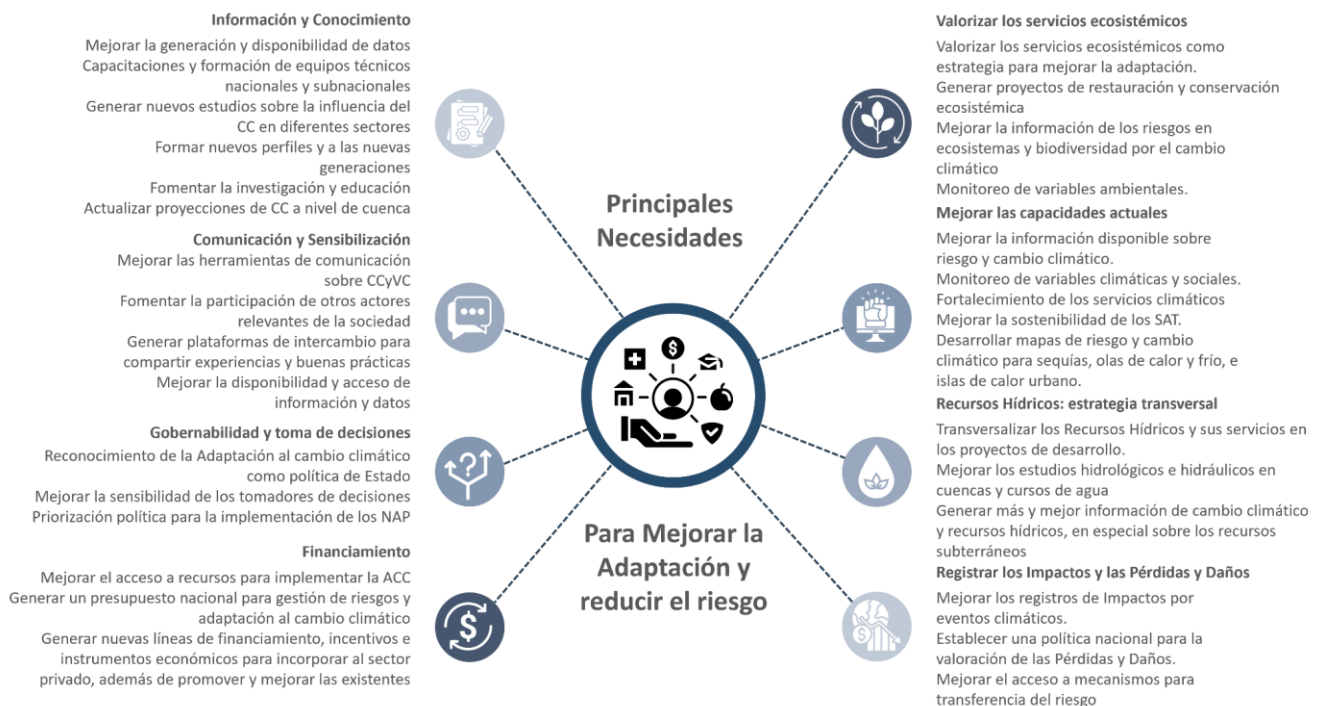 Información y Conocimiento
Mejorar la generación y disponibilidad de datos
Capacitaciones y formación de equipos técnicos
nacionales y subnacionales
Generar nuevos estudios sobre la influencia del
CC en diferentes sectores
Formar nuevos perfiles y a las nuevas
generaciones
Fomentar la investigación y educación
Actualizar proyecciones de CC a nivel de cuenca
Comunicación y Sensibilización
Mejorar las herramientas de comunicación
sobre CCyVC
Fomentar la participación de otros actores
relevantes de la sociedad
Generar plataformas de intercambio para
compartir experiencias y buenas prácticas
Mejorar la disponibilidad y acceso de
información y datos
Gobernabilidad y toma de decisiones
Reconocimiento de la Adaptación al cambio climático
como política de Estado
Mejorar la sensibilidad de los tomadores de decisiones
Priorización política para la implementación de los NAP
Financiamiento
Mejorar el acceso a recursos para implementar la ACC
Generar un presupuesto nacional para gestión de riesgos y
adaptación al cambio climático
Generar nuevas líneas de financiamiento, incentivos e
instrumentos económicos para incorporar al sector
privado, además de promover y mejorar las existentes
Principales
Necesidades
Para Mejorar la
Adaptación y
reducir el riesgo
Valorizar los servicios ecosistémicos
Valorizar los servicios ecosistémicos como
estrategia para mejorar la adaptación.
Generar proyectos de restauración y conservación
ecosistémica
Mejorar la información de los riesgos en
ecosistemas y biodiversidad por el cambio
climático
Monitoreo de variables ambientales.
Mejorar las capacidades actuales
Mejorar la información disponible sobre
riesgo y cambio climático.
Monitoreo de variables climáticas y sociales.
Fortalecimiento de los servicios climáticos
Mejorar la sostenibilidad de los SAT.
Desarrollar mapas de riesgo y cambio
climático para sequías, olas de calor y frío, e
islas de calor urbano.
Recursos Hídricos: estrategia transversal
Transversalizar los Recursos Hídricos y sus servicios en
los proyectos de desarrollo.
Mejorar los estudios hidrológicos e hidráulicos en
cuencas y cursos de agua
Generar más y mejor información de cambio climático
y recursos hídricos, en especial sobre los recursos
subterráneos
Registrar los Impactos y las Pérdidas y Daños
Mejorar los registros de Impactos por
eventos climáticos.
Establecer una política nacional para la
valoración de las Pérdidas y Daños.
Mejorar el acceso a mecanismos para
transferencia del riesgo